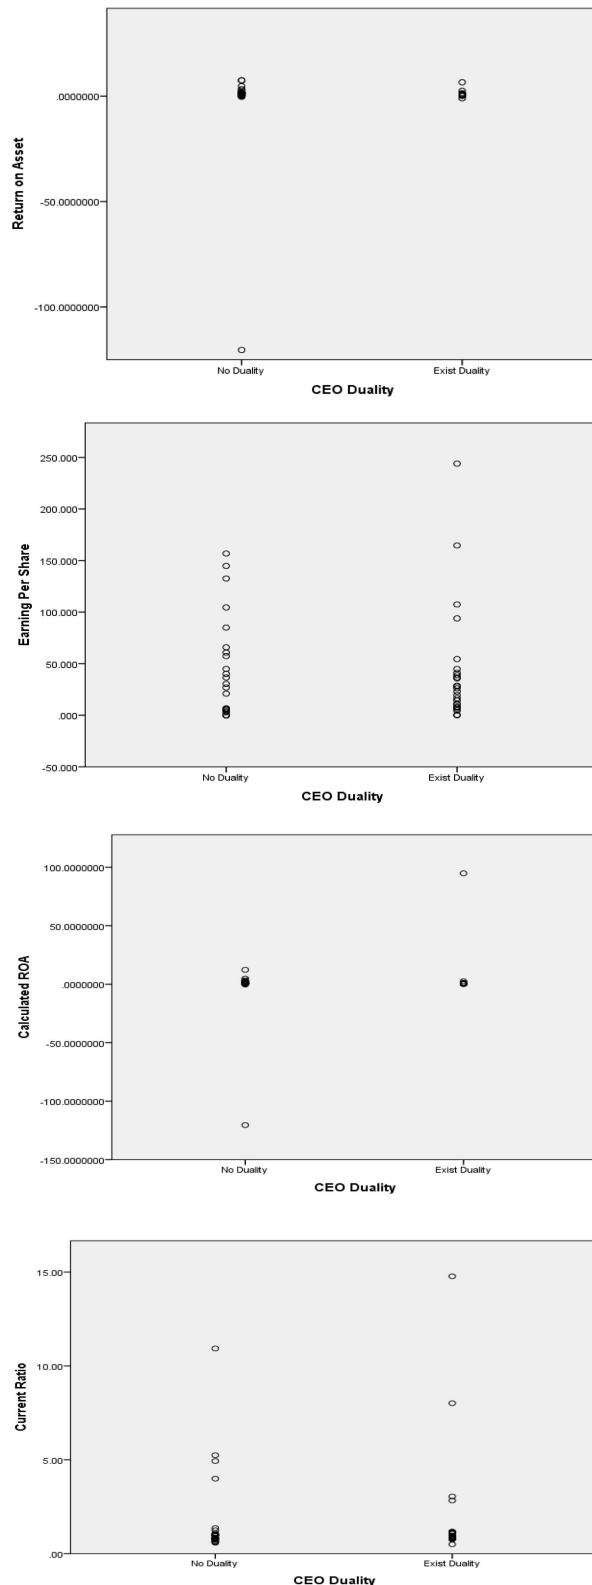 Return on Asset
.0000000
-50.0000000
-100.0000000
No Duality
Exist Duality
CEO Duality
Earning Per Share
250.000
200.000
150.000
100.000
50.000
.000
-50.000
No Duality
Exist Duality
CEO Duality
Calculated ROA
100.0000000
50.0000000
.0000000
-50.0000000
-100.0000000
-150.0000000
No Duality
Exist Duality
CEO Duality
Current Ratio
15.00
10.00
5.00
.00
No Duality
Exist Duality
CEO Duality